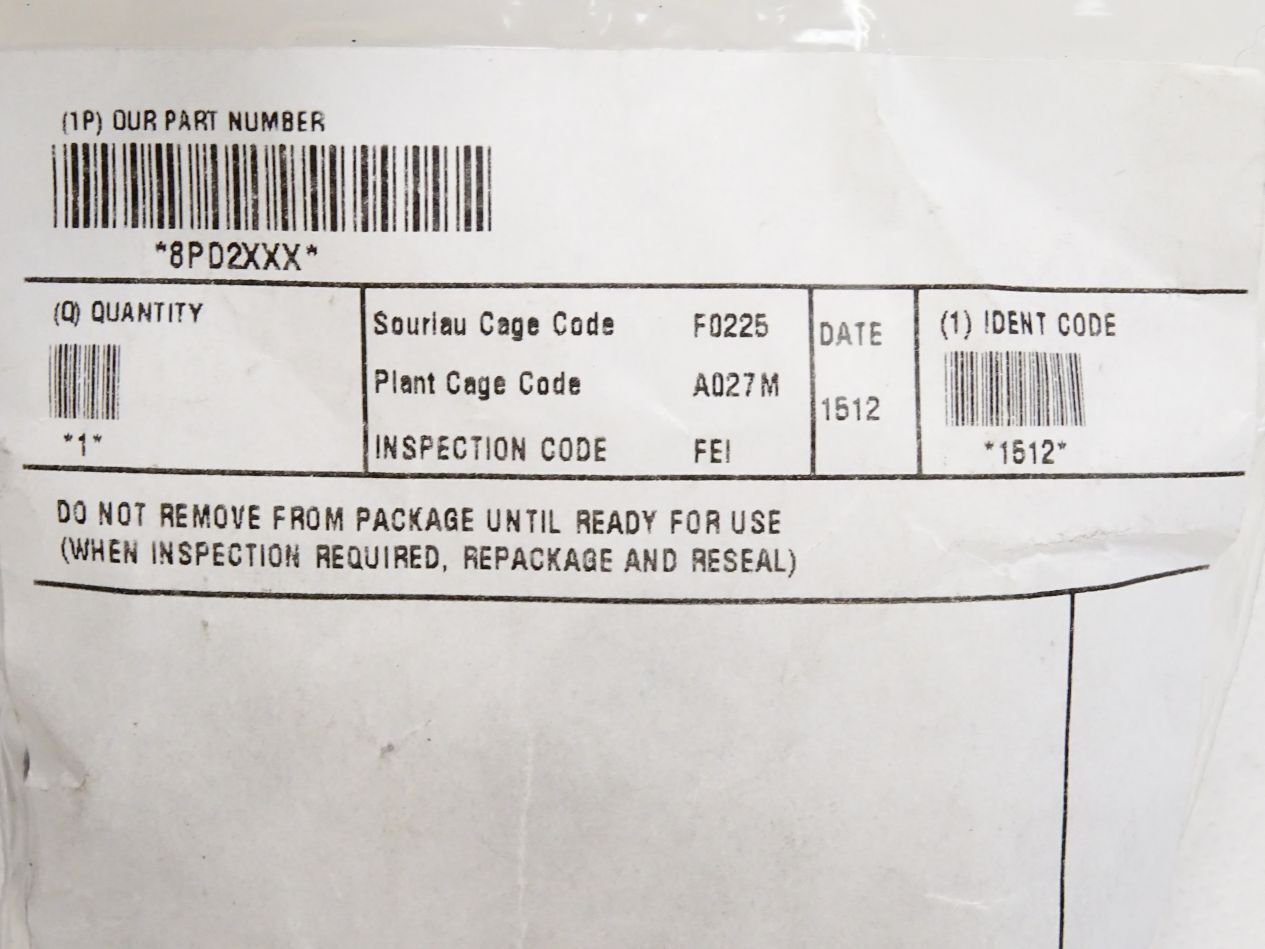 (1P) OUR PART NUMBER
*8PD2XXX*
(Q) QUANTITY
*1*
Souriau Cage Code F0225
Plant Cage Code A027M
INSPECTION CODE FEI
DATE
1512
(1) IDENT CODE
*1512*
DO NOT REMOVE FROM PACKAGE UNTIL READY FOR USE
(WHEN INSPECTION REQUIRED, REPACKAGE AND RESEAL)